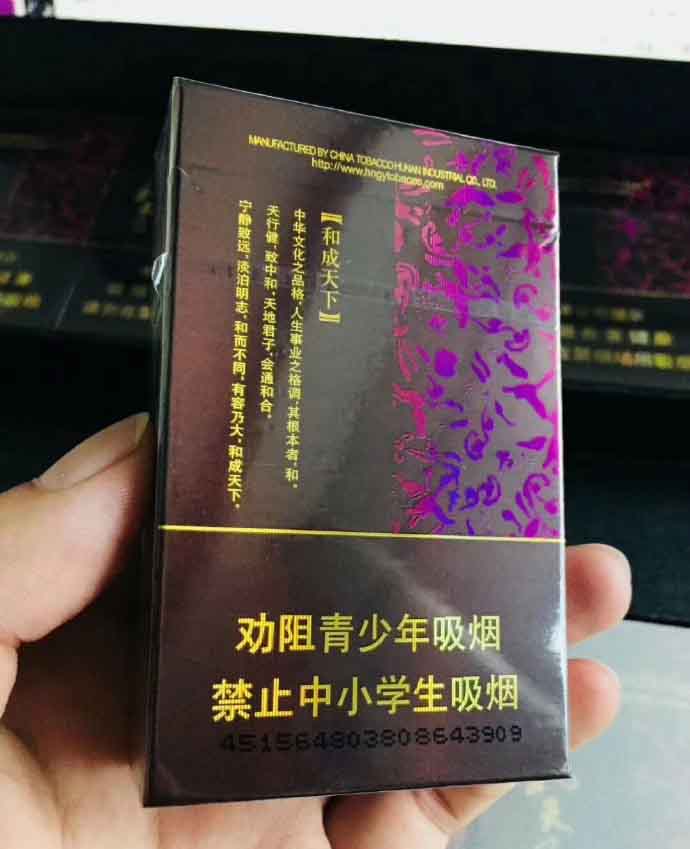 MANUFACTURED BY CHINA TOBACCO HUNAN INDUSTRIAL CO., LTD.
http://www.hngytobacco.com
【和成天下】
中华文化之品格,人生事业之格调,其根本者,和。
天行健,致中和,天地君子,会通和合。
宁静致远,淡泊明志,和而不同,有容乃大,和成天下。
劝阻青少年吸烟
禁止中小学生吸烟
451564803808643909